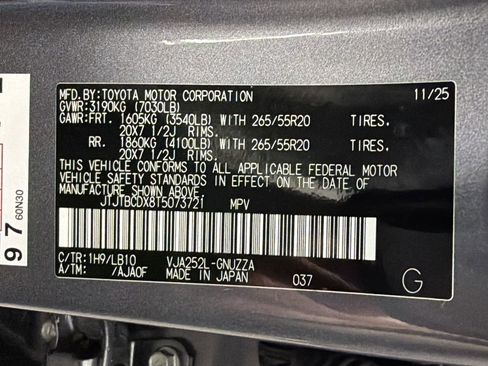 MFD.BY:TOYOTA MOTOR CORPORATION 11/25
GVWR:3190KG (7030LB)
GAWR:FRT. 1605KG (3540LB) WITH 265/55R20 TIRES.
20X7 1/2J RIMS.
RR. 1860KG (4100LB) WITH 265/55R20 TIRES.
20X7 1/2J RIMS.
THIS VEHICLE CONFORMS TO ALL APPLICABLE FEDERAL MOTOR
VEHICLE SAFETY STANDARDS IN EFFECT ON THE DATE OF
MANUFACTURE SHOWN ABOVE.
JTJTBCDX8T5073721 MPV
C/TR:1H9/LB10 VJA252L-GNUZZA
A/TM: /AJA0F MADE IN JAPAN 037 G
97 60N30